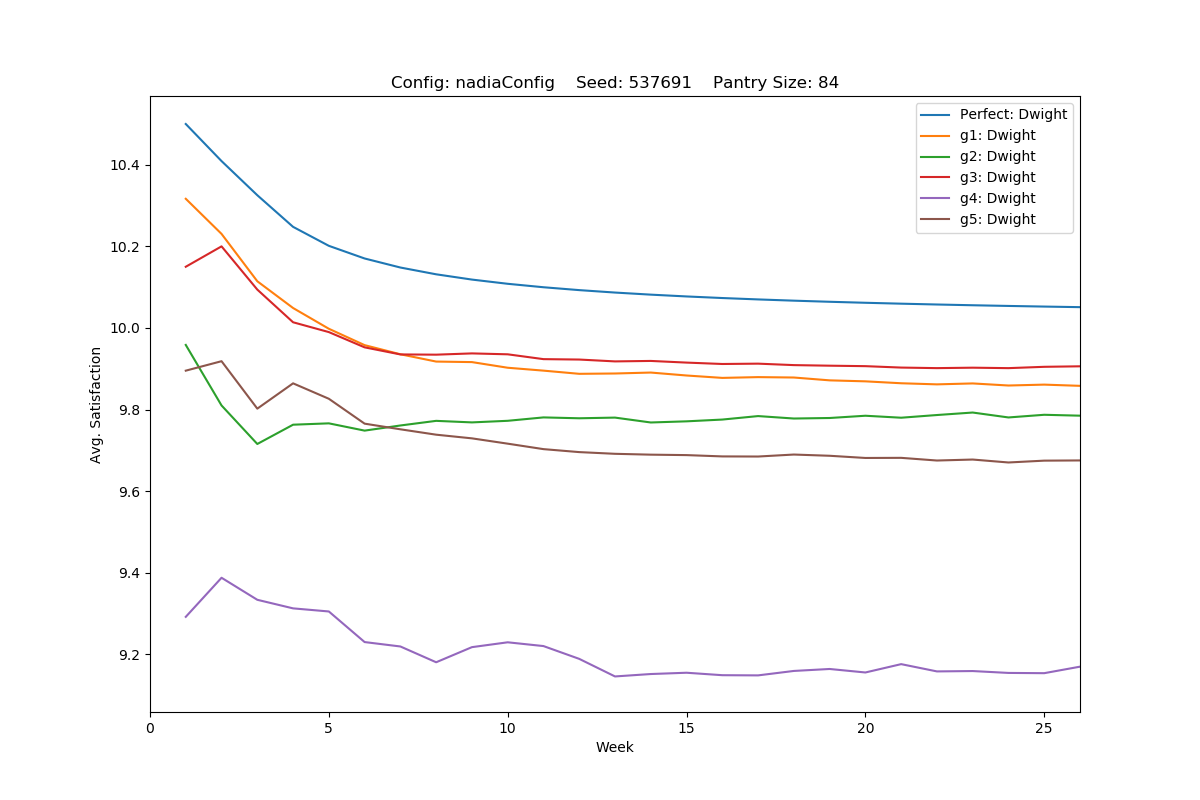 Config: nadiaConfig    Seed: 537691    Pantry Size: 84
Perfect: Dwight
g1: Dwight
g2: Dwight
g3: Dwight
g4: Dwight
g5: Dwight
Avg. Satisfaction
10.4
10.2
10.0
9.8
9.6
9.4
9.2
0 5 10 15 20 25
Week